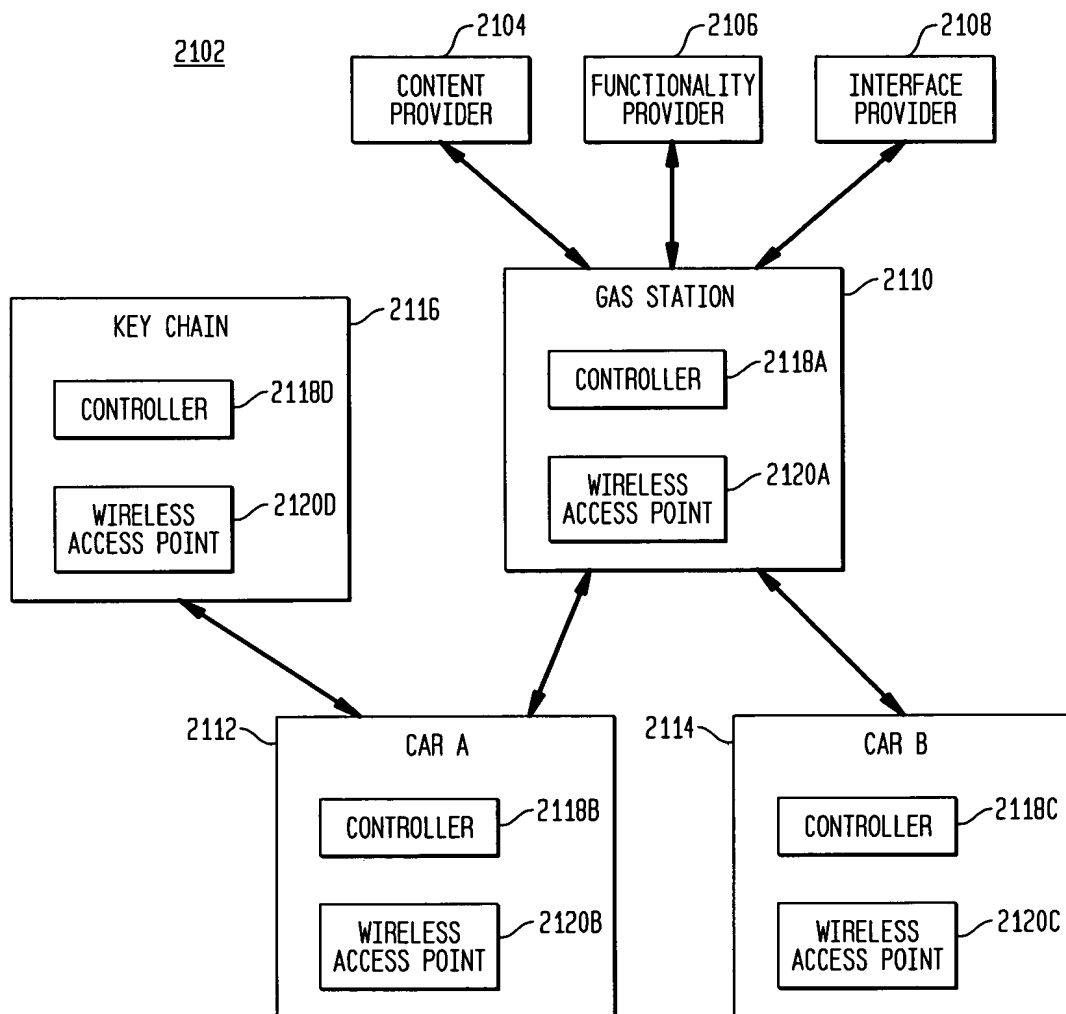 2102
2104
2106
2108
CONTENT
PROVIDER
FUNCTIONALITY
PROVIDER
INTERFACE
PROVIDER
2110
GAS STATION
CONTROLLER
2118A
WIRELESS
ACCESS POINT
2120A
2116
KEY CHAIN
CONTROLLER
2118D
WIRELESS
ACCESS POINT
2120D
2112
CAR A
CONTROLLER
2118B
WIRELESS
ACCESS POINT
2120B
2114
CAR B
CONTROLLER
2118C
WIRELESS
ACCESS POINT
2120C